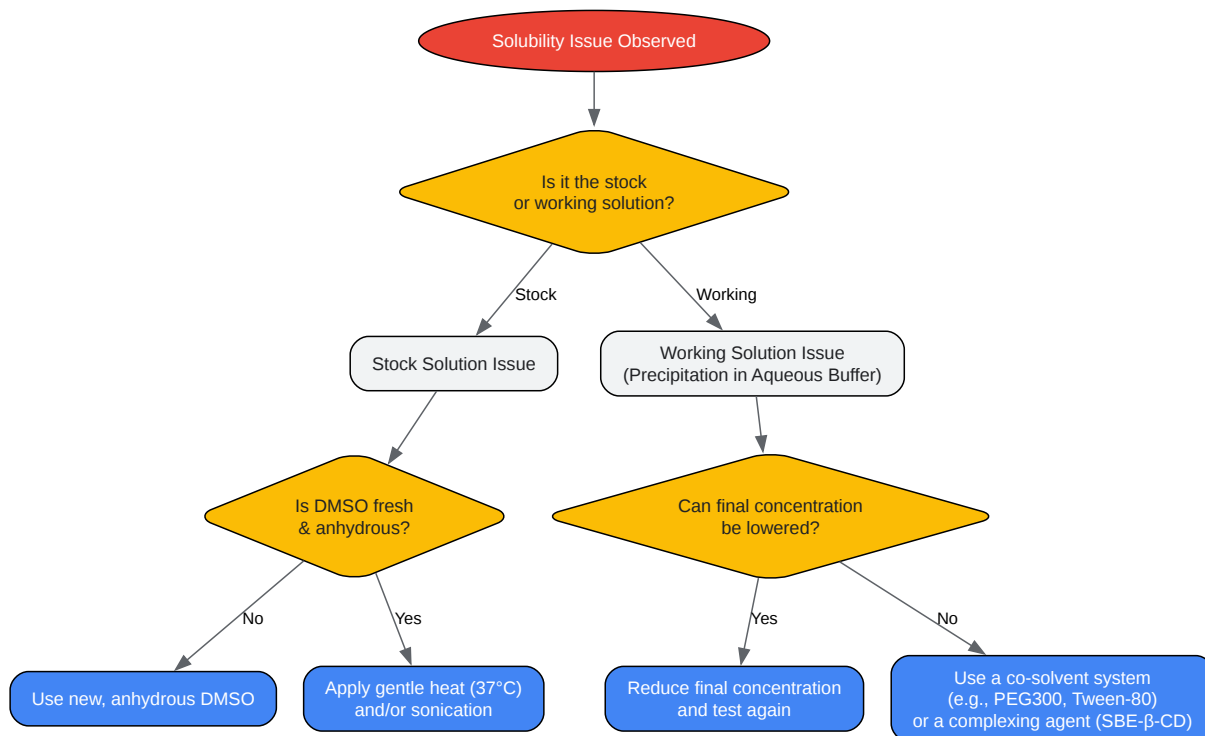 Solubility Issue Observed
Is it the stock
or working solution?
Stock
Working
Stock Solution Issue
Working Solution Issue
(Precipitation in Aqueous Buffer)
Is DMSO fresh
& anhydrous?
Can final concentration
be lowered?
No
Yes
Yes
No
Use new, anhydrous DMSO
Apply gentle heat (37°C)
and/or sonication
Reduce final concentration
and test again
Use a co-solvent system
(e.g., PEG300, Tween-80)
or a complexing agent (SBE-β-CD)